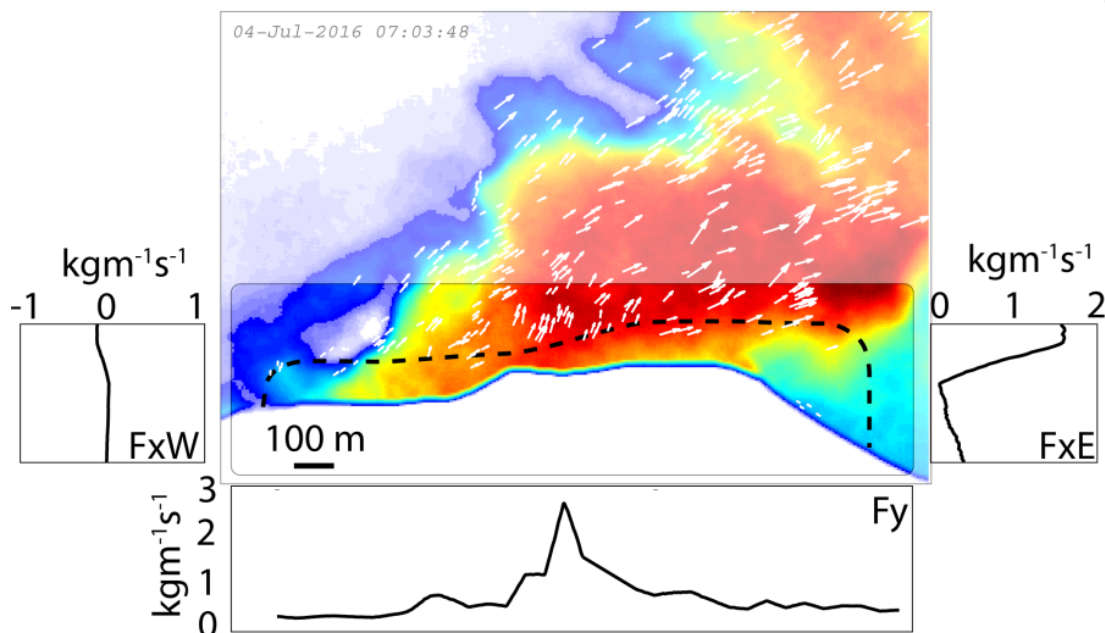 04-Jul-2016 07:03:48
kgm⁻¹s⁻¹
-1 0 1
FxW
kgm⁻¹s⁻¹
0 1 2
FxE
100 m
kgm⁻¹s⁻¹
3
2
1
0
Fy